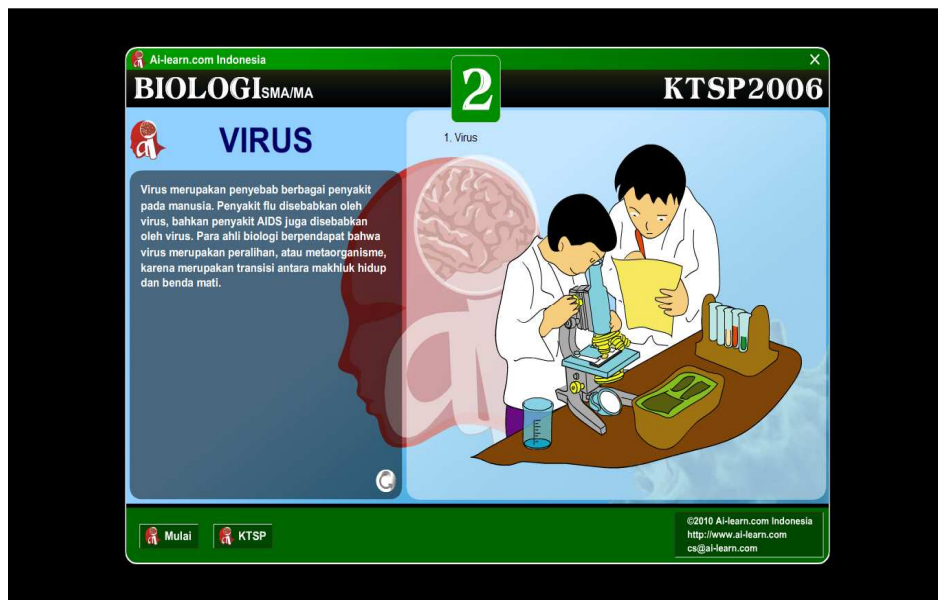 Ai-learn.com Indonesia
X
BIOLOGI SMA/MA
2
KTSP2006
ai
VIRUS
1. Virus
Virus merupakan penyebab berbagai penyakit
pada manusia. Penyakit flu disebabkan oleh
virus, bahkan penyakit AIDS juga disebabkan
oleh virus. Para ahli biologi berpendapat bahwa
virus merupakan peralihan, atau metaorganisme,
karena merupakan transisi antara makhluk hidup
dan benda mati.
Mulai
KTSP
©2010 Ai-learn.com Indonesia
http://www.ai-learn.com
cs@ai-learn.com